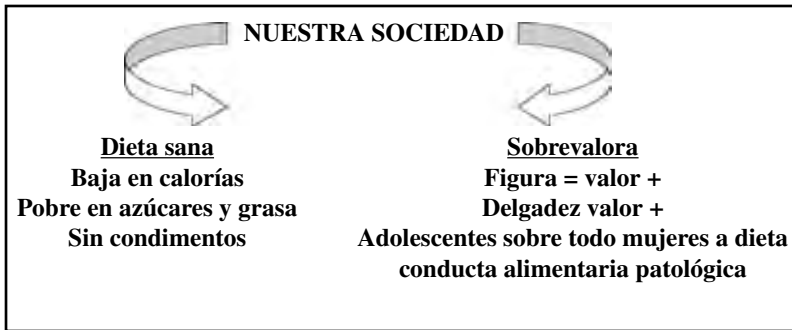 NUESTRA SOCIEDAD
Dieta sana
Baja en calorías
Pobre en azúcares y grasa
Sin condimentos
Sobrevalora
Figura = valor +
Delgadez valor +
Adolescentes sobre todo mujeres a dieta
conducta alimentaria patológica